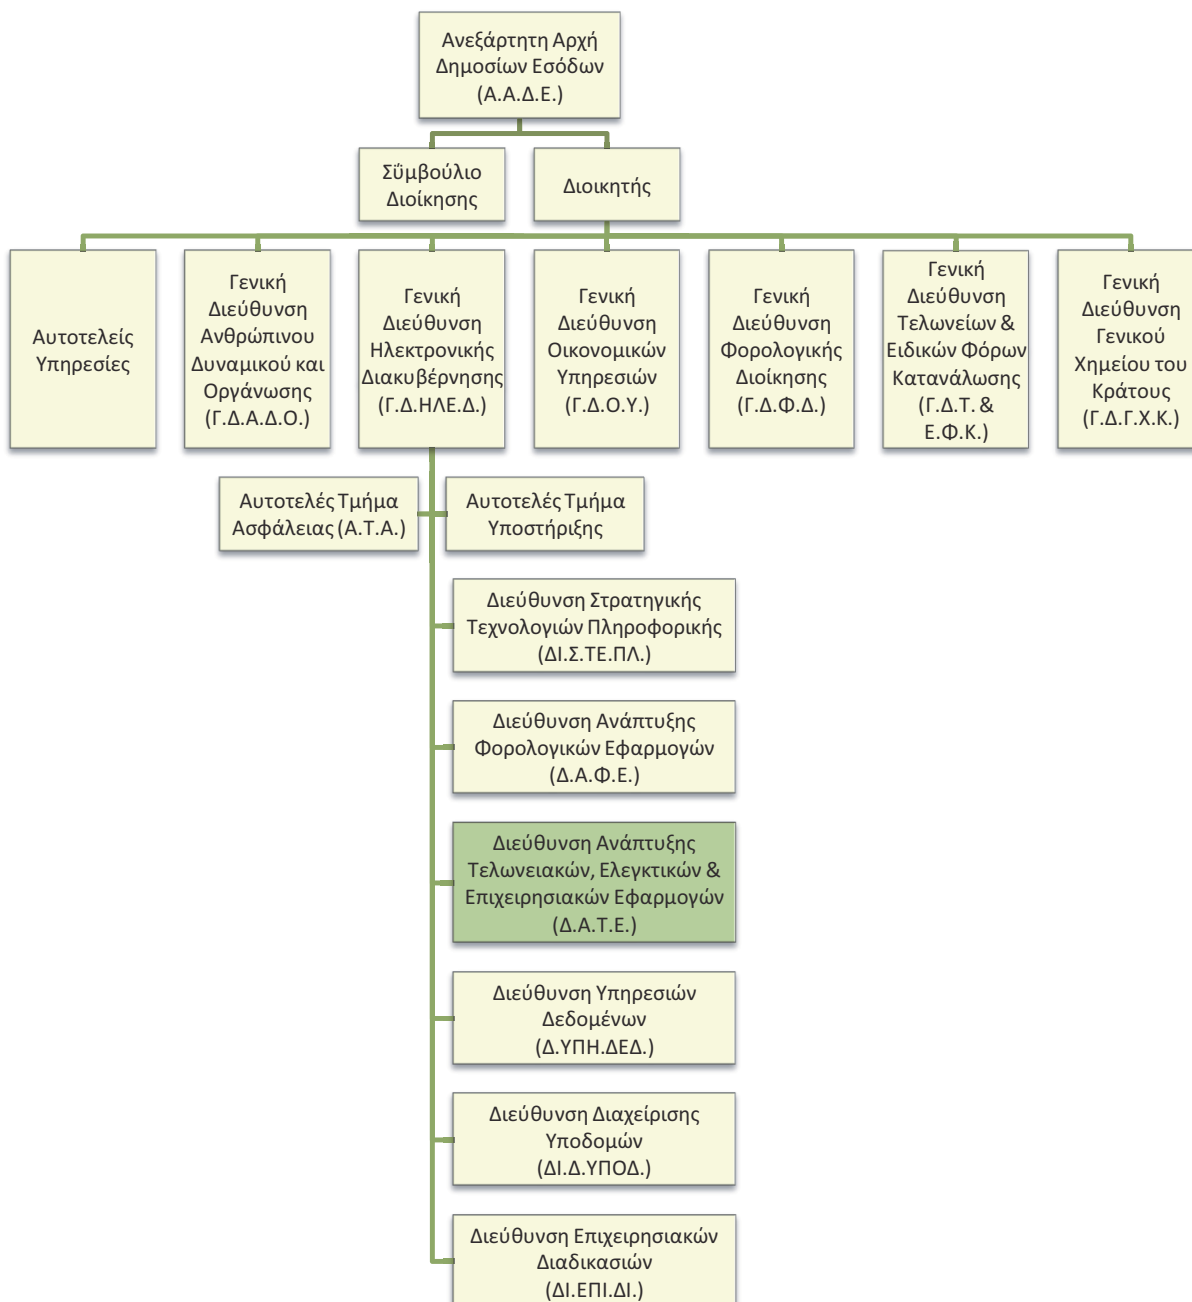 Ανεξάρτητη Αρχή
Δημοσίων Εσόδων
(Α.Α.Δ.Ε.)
Σΰμβούλιο
Διοίκησης
Διοικητής
Αυτοτελείς
Υπηρεσίες
Γενική
Διεύθυνση
Ανθρώπινου
Δυναμικού και
Οργάνωσης
(Γ.Δ.Α.Δ.Ο.)
Γενική
Διεύθυνση
Ηλεκτρονικής
Διακυβέρνησης
(Γ.Δ.ΗΛΕ.Δ.)
Γενική
Διεύθυνση
Οικονομικών
Υπηρεσιών
(Γ.Δ.Ο.Υ.)
Γενική
Διεύθυνση
Φορολογικής
Διοίκησης
(Γ.Δ.Φ.Δ.)
Γενική
Διεύθυνση
Τελωνείων &
Ειδικών Φόρων
Κατανάλωσης
(Γ.Δ.Τ. &
Ε.Φ.Κ.)
Γενική
Διεύθυνση
Γενικού
Χημείου του
Κράτους
(Γ.Δ.Γ.Χ.Κ.)
Αυτοτελές Τμήμα
Ασφάλειας (Α.Τ.Α.)
Αυτοτελές Τμήμα
Υποστήριξης
Διεύθυνση Στρατηγικής
Τεχνολογιών Πληροφορικής
(ΔΙ.Σ.ΤΕ.ΠΛ.)
Διεύθυνση Ανάπτυξης
Φορολογικών Εφαρμογών
(Δ.Α.Φ.Ε.)
Διεύθυνση Ανάπτυξης
Τελωνειακών, Ελεγκτικών &
Επιχειρησιακών Εφαρμογών
(Δ.Α.Τ.Ε.)
Διεύθυνση Υπηρεσιών
Δεδομένων
(Δ.ΥΠΗ.ΔΕΔ.)
Διεύθυνση Διαχείρισης
Υποδομών
(ΔΙ.Δ.ΥΠΟΔ.)
Διεύθυνση Επιχειρησιακών
Διαδικασιών
(ΔΙ.ΕΠΙ.ΔΙ.)